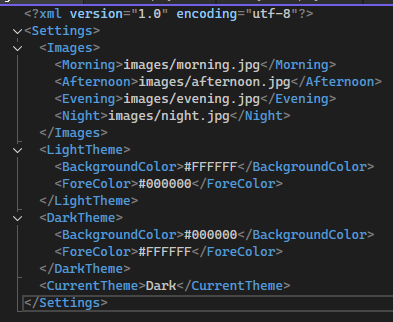 <?xml version="1.0" encoding="utf-8"?>
<Settings>
<Images>
<Morning>images/morning.jpg</Morning>
<Afternoon>images/afternoon.jpg</Afternoon>
<Evening>images/evening.jpg</Evening>
<Night>images/night.jpg</Night>
</Images>
<LightTheme>
<BackgroundColor>#FFFFFF</BackgroundColor>
<ForeColor>#000000</ForeColor>
</LightTheme>
<DarkTheme>
<BackgroundColor>#000000</BackgroundColor>
<ForeColor>#FFFFFF</ForeColor>
</DarkTheme>
<CurrentTheme>Dark</CurrentTheme>
</Settings>